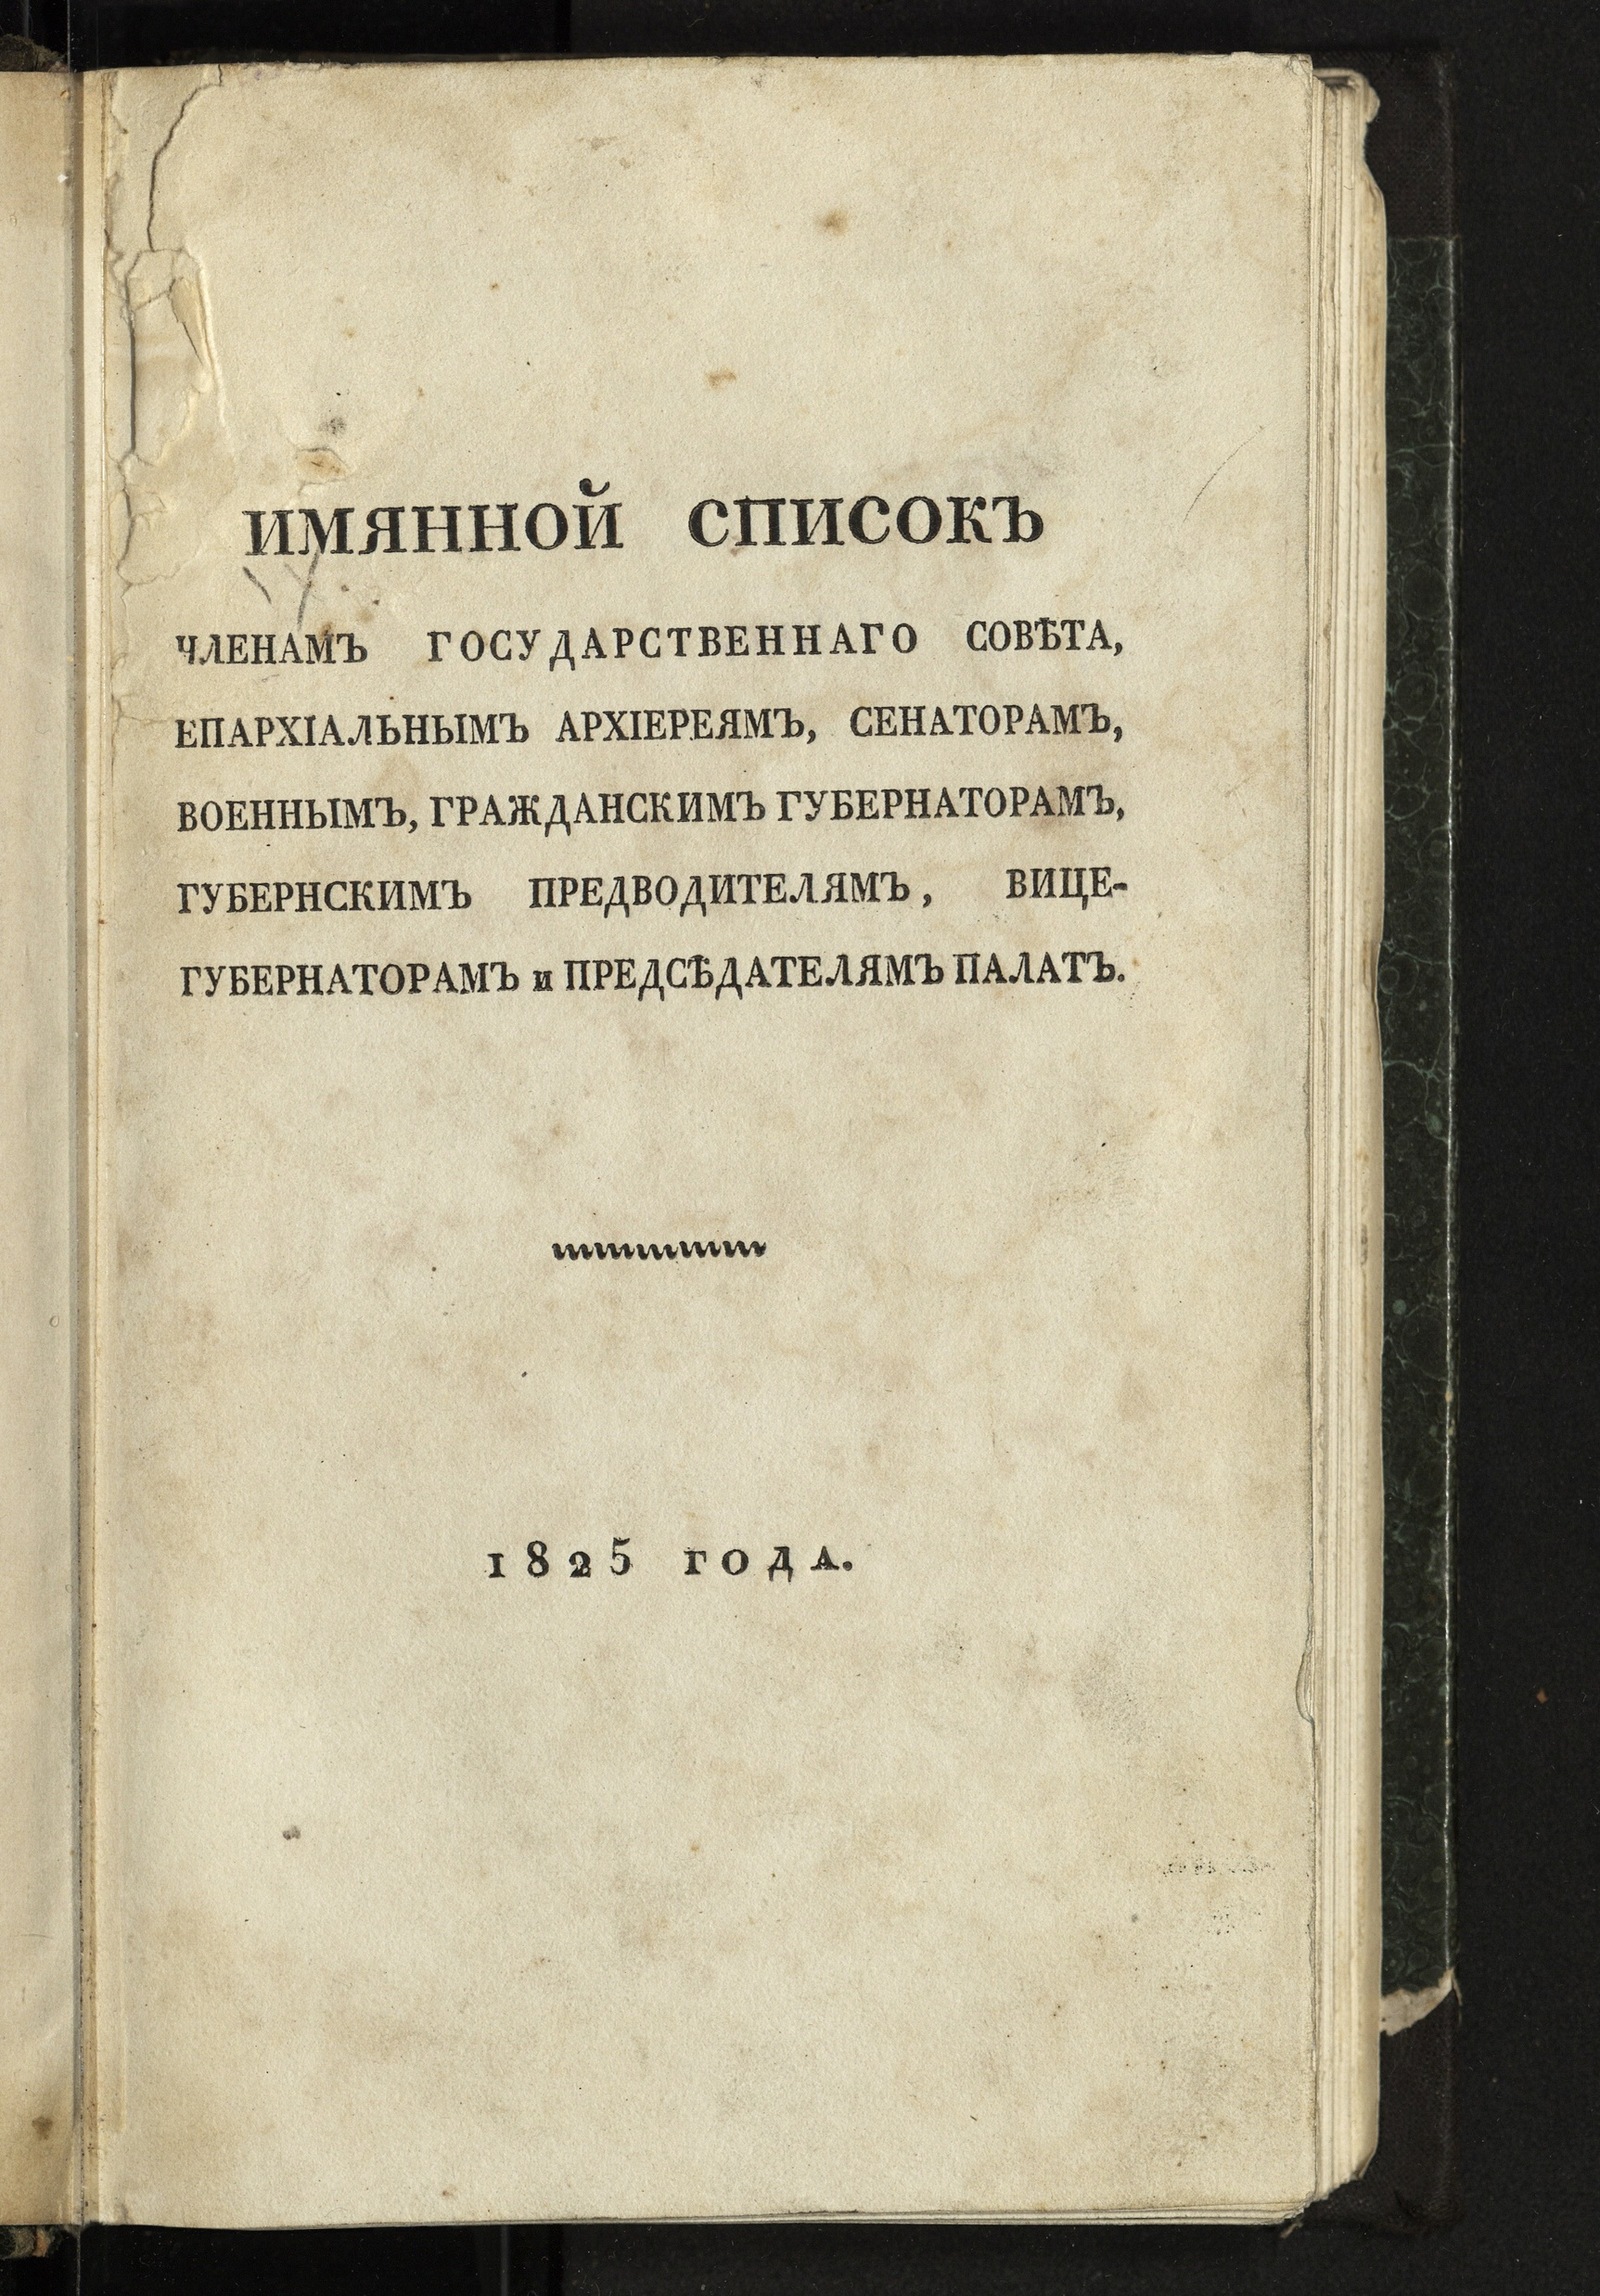 ИМЯННОЙ СПИСОКЪ
ЧЛЕНАМЪ ГОСУДАРСТВЕННАГО СОВѢТА,
ЕПАРХІАЛЬНЫМЪ АРХІЕРЕЯМЪ, СЕНАТОРАМЪ,
ВОЕННЫМЪ, ГРАЖДАНСКИМЪ ГУБЕРНАТОРАМЪ,
ГУБЕРНСКИМЪ ПРЕДВОДИТЕЛЯМЪ, ВИЦЕ-
ГУБЕРНАТОРАМЪ и ПРЕДСѢДАТЕЛЯМЪ ПАЛАТЪ.
1825 ГОДА.